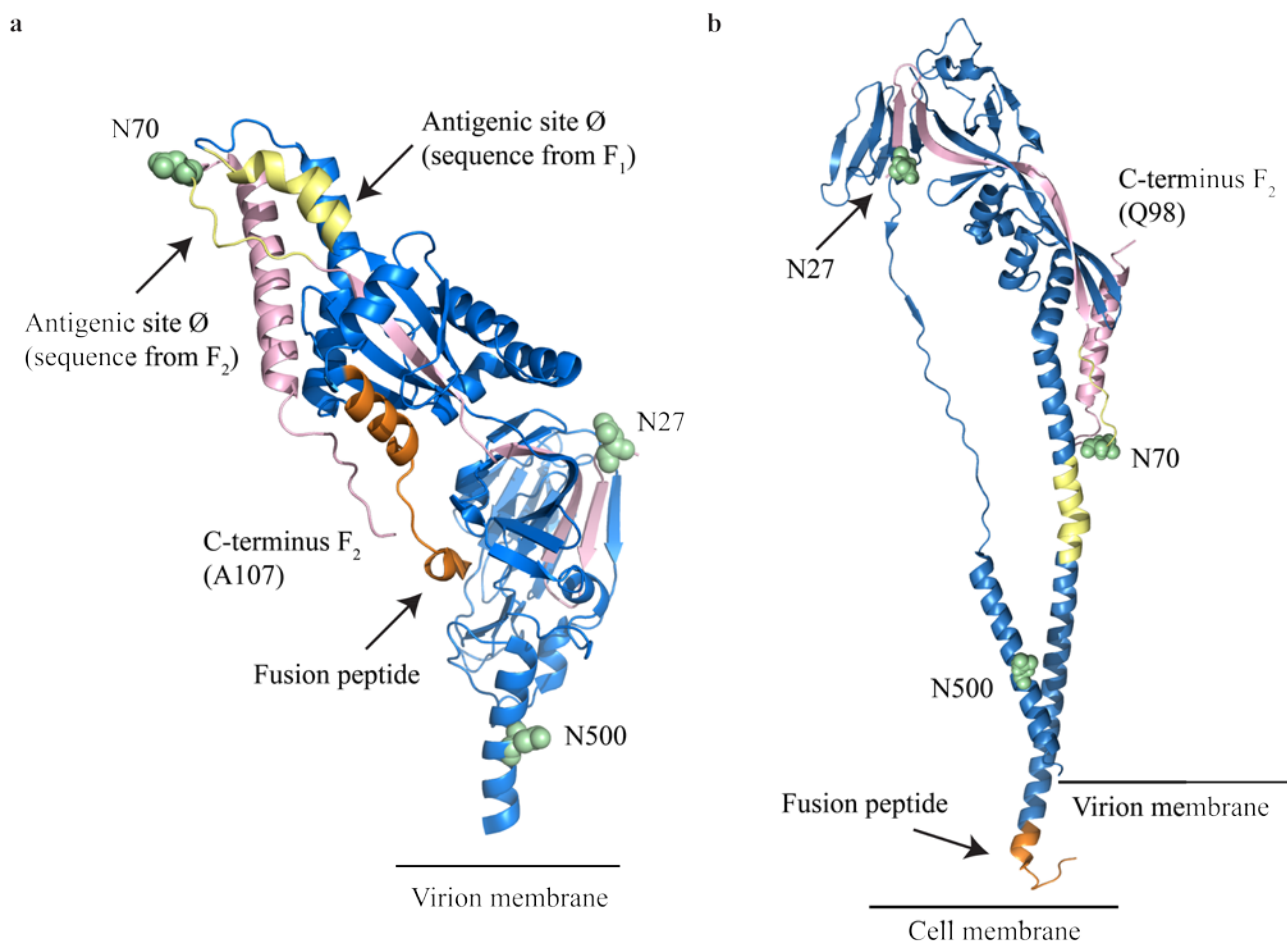 a
N70
Antigenic site Ø
(sequence from F₁)
Antigenic site Ø
(sequence from F₂)
N27
C-terminus F₂
(A107)
Fusion peptide
N500
Virion membrane
b
C-terminus F₂
(Q98)
N27
N70
N500
Fusion peptide
Virion membrane
Cell membrane